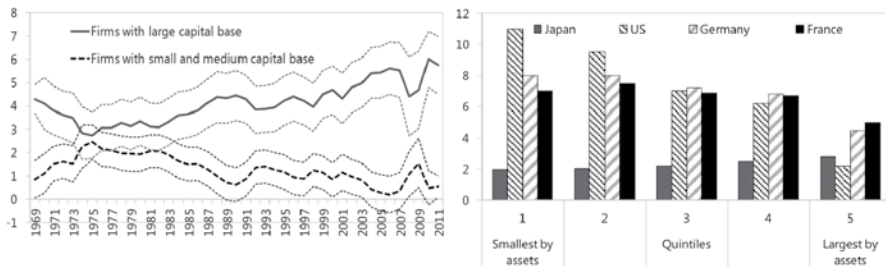 8
7
6
5
4
3
2
1
0
-1
Firms with large capital base
Firms with small and medium capital base
1969 1971 1973 1975 1977 1979 1981 1983 1985 1987 1989 1991 1993 1995 1997 1999 2001 2003 2005 2007 2009 2011
12
10
8
6
4
2
0
Japan US Germany France
1 2 3 4 5
Smallest by Quintiles Largest by
assets assets